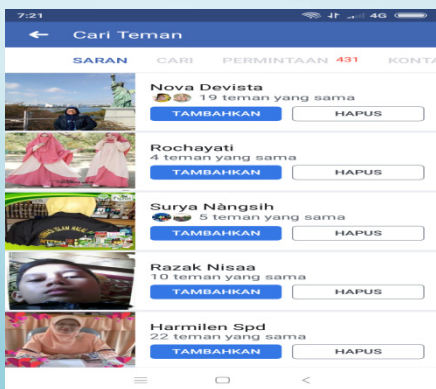 7:21
4G
Cari Teman
SARAN CARI PERMINTAAN 431 KONTA
Nova Devista
19 teman yang sama
TAMBAHKAN HAPUS
Rochayati
4 teman yang sama
TAMBAHKAN HAPUS
Surya Nàngsih
5 teman yang sama
TAMBAHKAN HAPUS
Razak Nisaa
10 teman yang sama
TAMBAHKAN HAPUS
Harmilen Spd
22 teman yang sama
TAMBAHKAN HAPUS